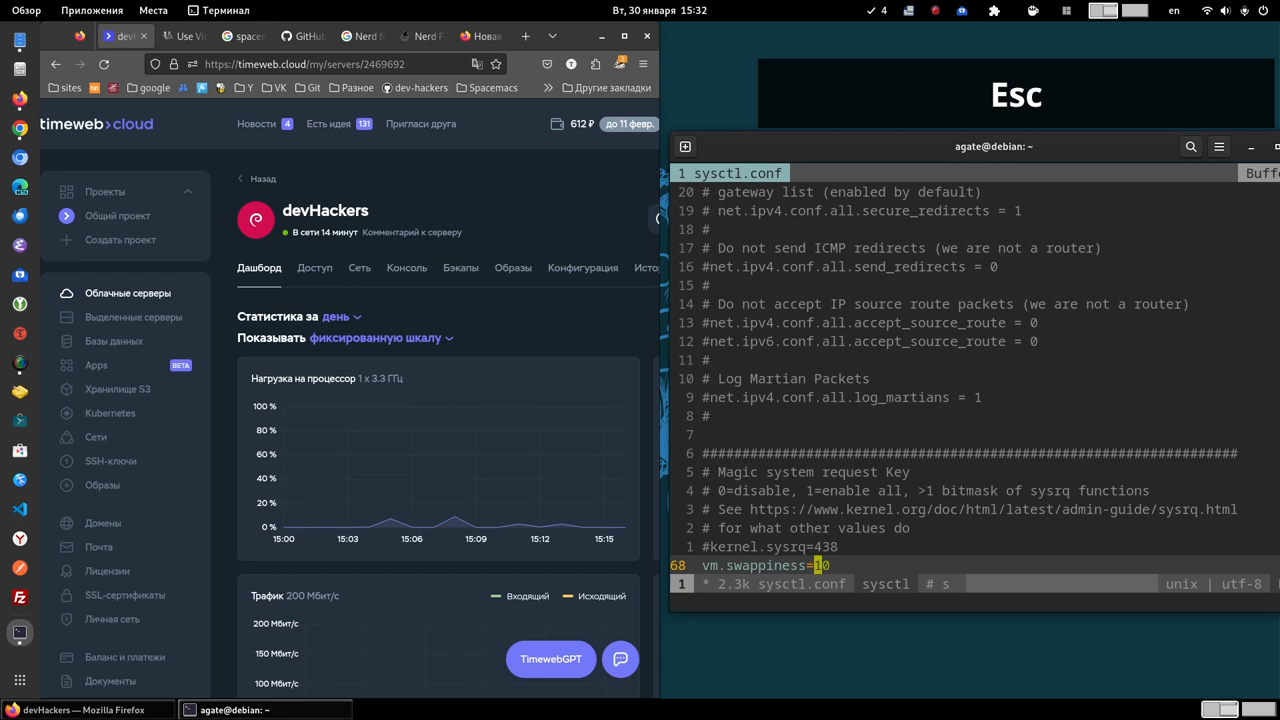 Обзор Приложения Места Терминал Вт, 30 января 15:32 4 en
dev
Use Vi
spacem
GitHub
Nerd fo
Nerd F
Новая
https://timeweb.cloud/my/servers/2469692
sites google Y VK Git Разное dev-hackers Spacemacs Другие закладки
timeweb>cloud
Новости 4 Есть идея 131 Пригласи друга 612 ₽ до 11 февр.
Проекты
Общий проект
Создать проект
Облачные серверы
Выделенные серверы
Базы данных
Apps BETA
Хранилище S3
Kubernetes
Сети
SSH-ключи
Образы
Домены
Почта
Лицензии
SSL-сертификаты
Личная сеть
Баланс и платежи
Документы
Назад
devHackers
В сети 14 минут Комментарий к серверу
Дашборд Доступ Сеть Консоль Бэкапы Образы Конфигурация Исто
Статистика за день
Показывать фиксированную шкалу
Нагрузка на процессор 1 x 3.3 ГГц
100 %
80 %
60 %
40 %
20 %
0 %
15:00 15:03 15:06 15:09 15:12 15:15
Трафик 200 Мбит/с Входящий Исходящий
200 Мбит/с
150 Мбит/с
100 Мбит/с
TimewebGPT
Esc
agate@debian: ~
1 sysctl.conf Buffe
20 # gateway list (enabled by default)
19 # net.ipv4.conf.all.secure_redirects = 1
18 #
17 # Do not send ICMP redirects (we are not a router)
16 #net.ipv4.conf.all.send_redirects = 0
15 #
14 # Do not accept IP source route packets (we are not a router)
13 #net.ipv4.conf.all.accept_source_route = 0
12 #net.ipv6.conf.all.accept_source_route = 0
11 #
10 # Log Martian Packets
9 #net.ipv4.conf.all.log_martians = 1
8 #
7
6 ###################################################################
5 # Magic system request Key
4 # 0=disable, 1=enable all, >1 bitmask of sysrq functions
3 # See https://www.kernel.org/doc/html/latest/admin-guide/sysrq.html
2 # for what other values do
1 #kernel.sysrq=438
68 vm.swappiness=10
1 * 2.3k sysctl.conf sysctl # s unix | utf-8
devHackers — Mozilla Firefox agate@debian: ~